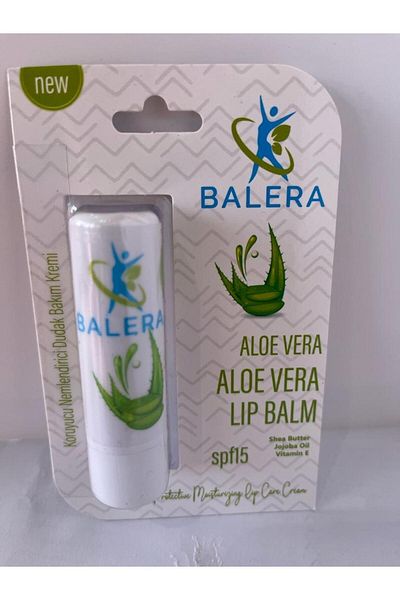 new
BALERA
Koruyucu Nemlendirici Dudak Bakım Kremi
BALERA
ALOE VERA
ALOE VERA
LIP BALM
Shea Butter
Jojoba Oil
Vitamin E
spf15
Protective Moisturizing Lip Care Cream